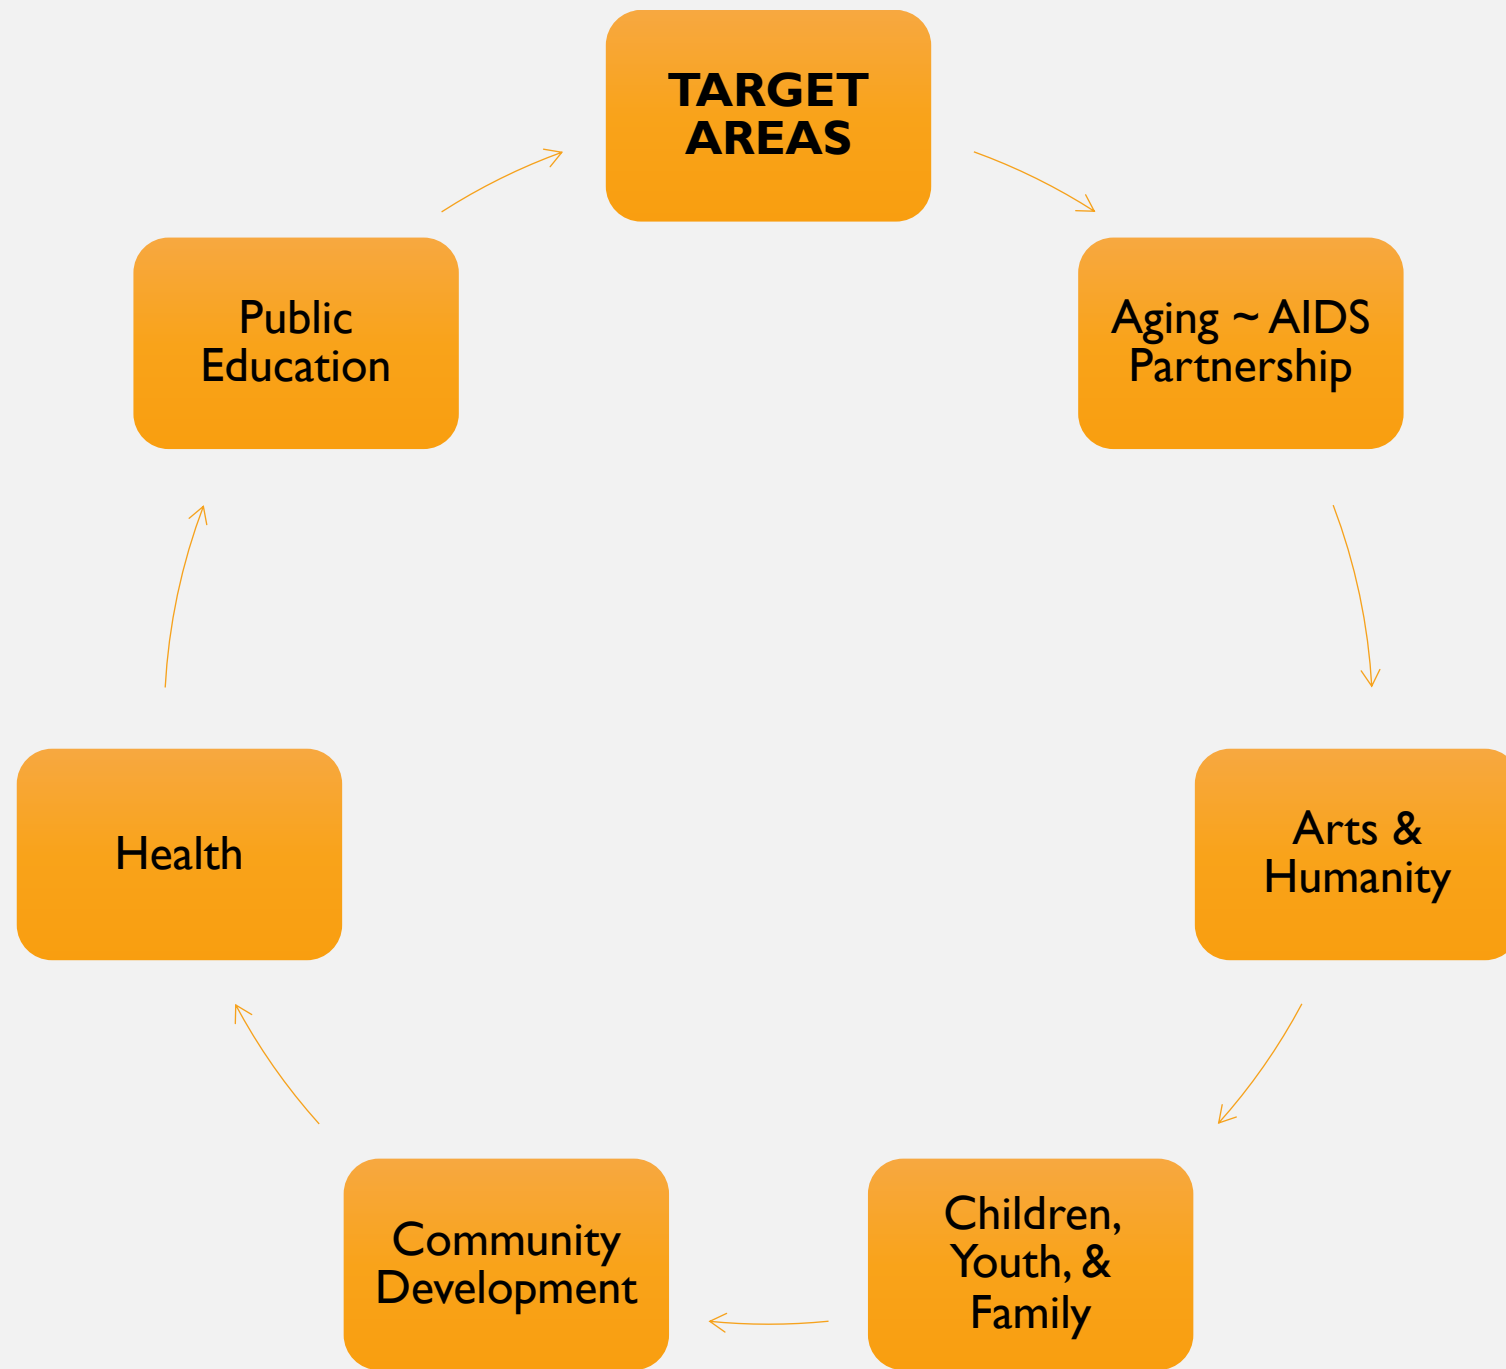 TARGET
AREAS
Aging ~ AIDS
Partnership
Arts &
Humanity
Children,
Youth, &
Family
Community
Development
Health
Public
Education